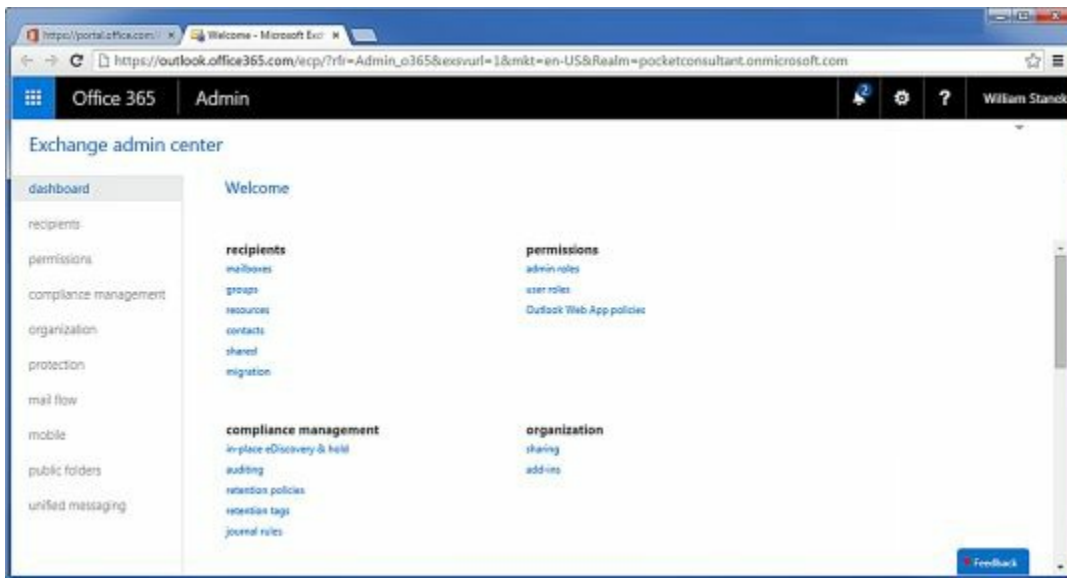 https://portal.office.com/
Welcome - Microsoft Exc
https://outlook.office365.com/ecp/?rfr=Admin_o365&exsvurl=1&mkt=en-US&Realm=pocketconsultant.onmicrosoft.com
Office 365 Admin 2 ? William Stanek
Exchange admin center
dashboard
recipients
permissions
compliance management
organization
protection
mail flow
mobile
public folders
unified messaging
Welcome
recipients
mailboxes
groups
resources
contacts
shared
migration
permissions
admin roles
user roles
Outlook Web App policies
compliance management
in-place eDiscovery & hold
auditing
retention policies
retention tags
journal rules
organization
sharing
add-ins
Feedback